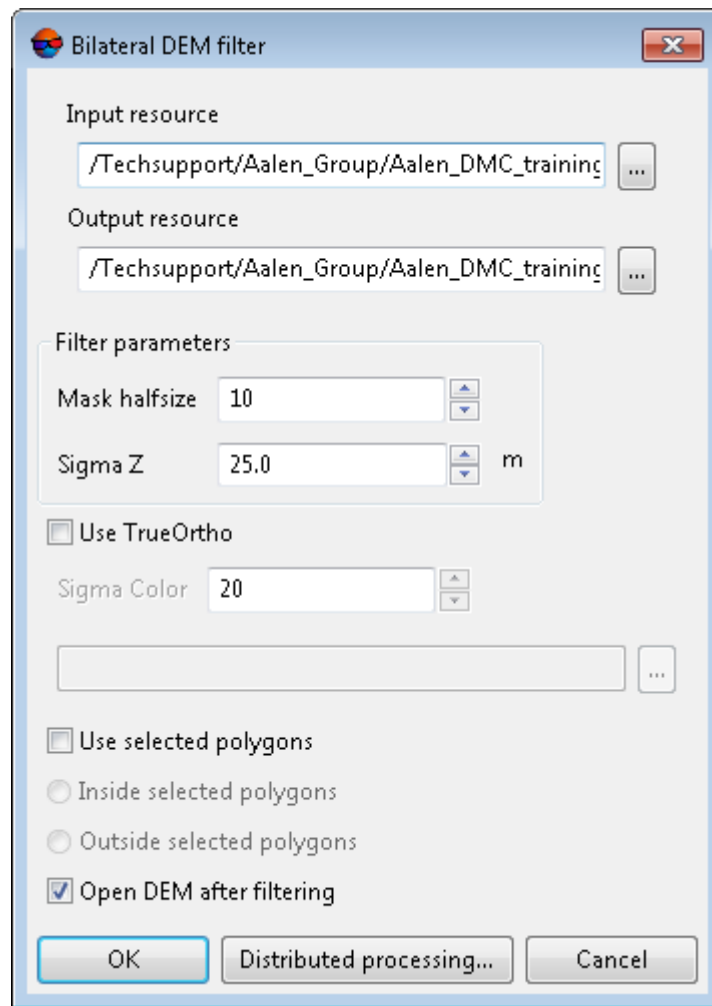 Bilateral DEM filter
Input resource
/Techsupport/Aalen_Group/Aalen_DMC_training
...
Output resource
/Techsupport/Aalen_Group/Aalen_DMC_training
...
Filter parameters
Mask halfsize 10
Sigma Z 25.0 m
Use TrueOrtho
Sigma Color 20
...
Use selected polygons
Inside selected polygons
Outside selected polygons
Open DEM after filtering
OK Distributed processing... Cancel